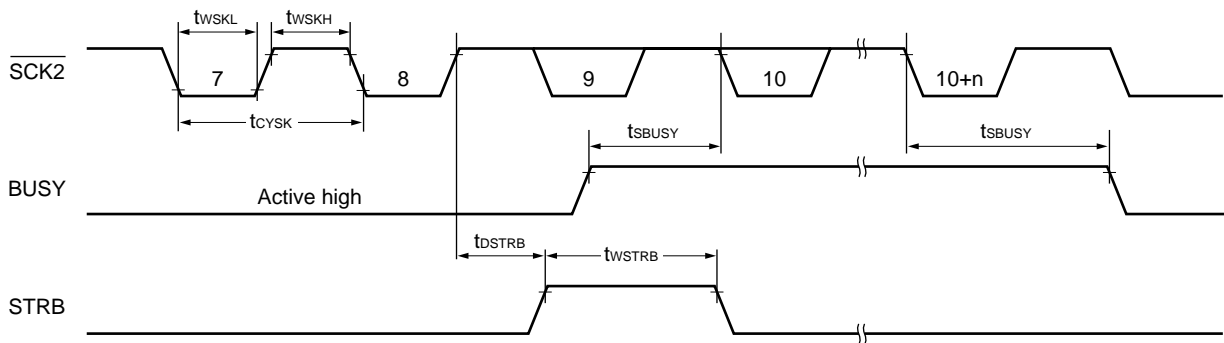 tWSKL tWSKH
SCK2 7 8 9 10 10+n
tCYSK tSBUSY tSBUSY
BUSY Active high
tDSTRB tWSTRB
STRB